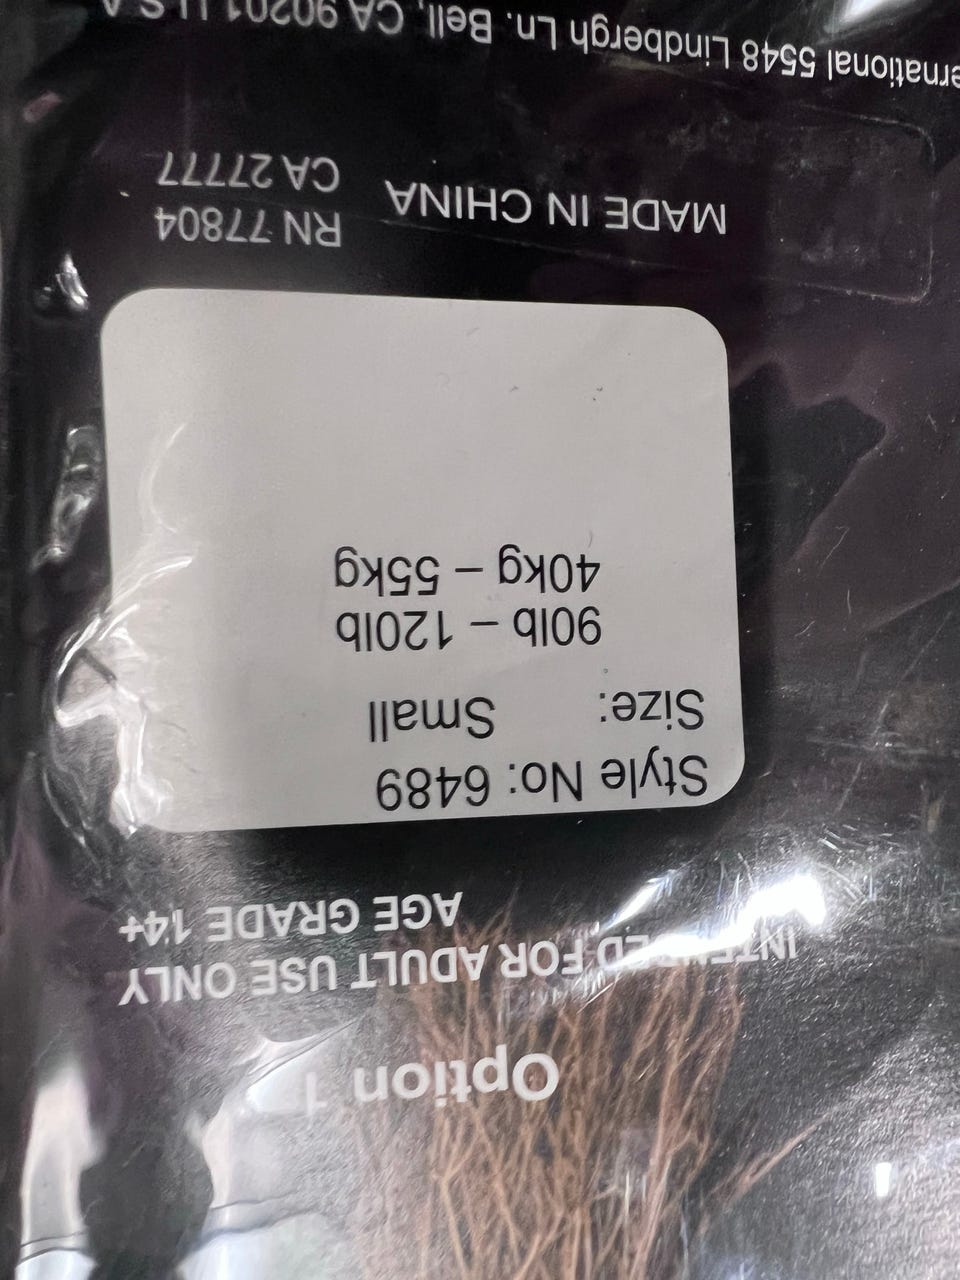 Option 1
INTENDED FOR ADULT USE ONLY
AGE GRADE 14+
Style No: 6489
Size: Small
90lb – 120lb
40kg – 55kg
MADE IN CHINA
RN 77804
CA 27777
5548 Lindbergh Ln. Bell, CA 90201 U.S.A